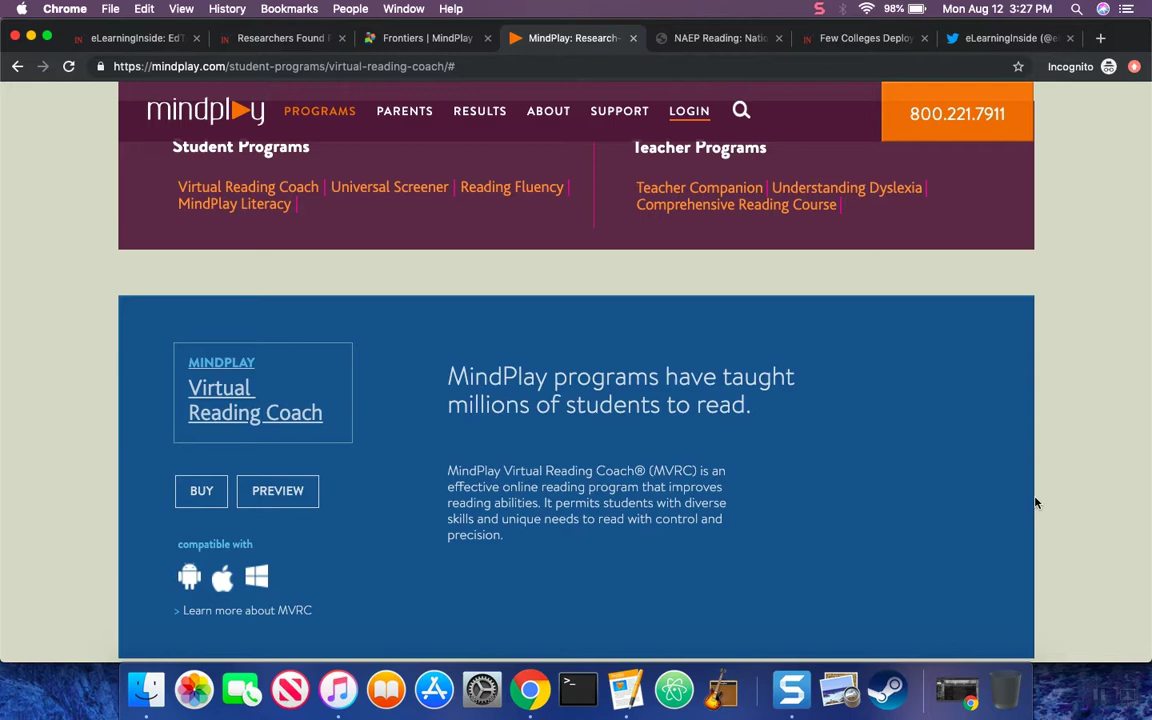 Chrome File Edit View History Bookmarks People Window Help 98% Mon Aug 12 3:27 PM
eLearningInside: EdT Researchers Found F Frontiers | MindPlay MindPlay: Research- NAEP Reading: Natio Few Colleges Deploy eLearningInside (@e
https://mindplay.com/student-programs/virtual-reading-coach/# Incognito
mindplay PROGRAMS PARENTS RESULTS ABOUT SUPPORT LOGIN 800.221.7911
Student Programs
Virtual Reading Coach | Universal Screener | Reading Fluency |
MindPlay Literacy |
Teacher Programs
Teacher Companion | Understanding Dyslexia |
Comprehensive Reading Course |
MINDPLAY
Virtual
Reading Coach
BUY PREVIEW
compatible with
> Learn more about MVRC
MindPlay programs have taught
millions of students to read.
MindPlay Virtual Reading Coach® (MVRC) is an
effective online reading program that improves
reading abilities. It permits students with diverse
skills and unique needs to read with control and
precision.